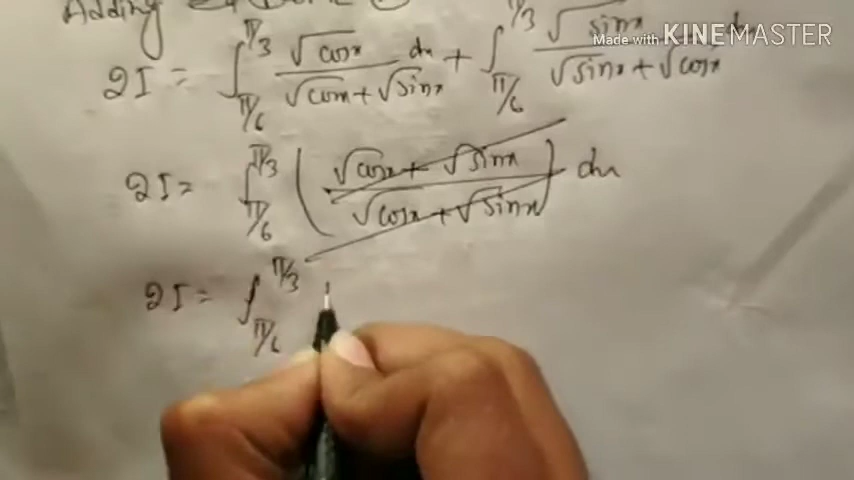 Adding
2I = ∫_{π/6}^{π/3} √cosx / (√cosx + √sinx) dx + ∫_{π/6}^{π/3} √sinx / (√sinx + √cosx) dx
Made with KINEMASTER
2I = ∫_{π/6}^{π/3} ( (√cosx + √sinx) / (√cosx + √sinx) ) dx
2I = ∫_{π/6}^{π/3} 1